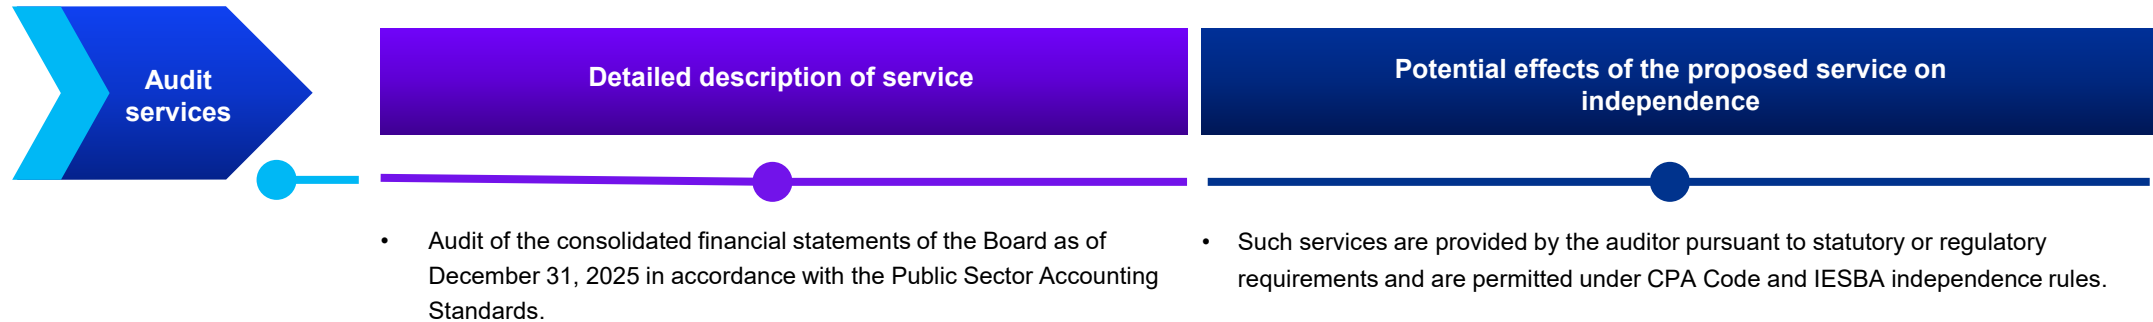 Audit
services
Detailed description of service
Potential effects of the proposed service on
independence
• Audit of the consolidated financial statements of the Board as of
December 31, 2025 in accordance with the Public Sector Accounting
Standards.
• Such services are provided by the auditor pursuant to statutory or regulatory
requirements and are permitted under CPA Code and IESBA independence rules.